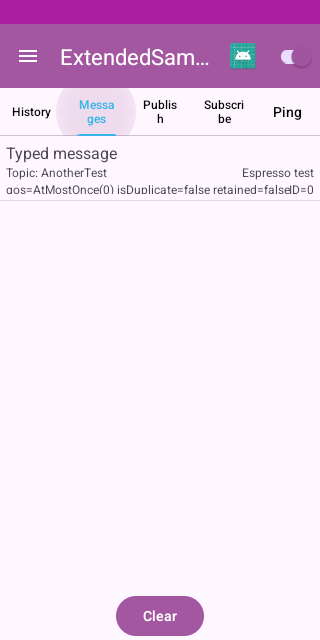 ExtendedSam...
History
Messa
ges
Publis
h
Subscri
be
Ping
Typed message
Topic: AnotherTest Espresso test
qos=AtMostOnce(0) isDuplicate=false retained=falseID=0
Clear